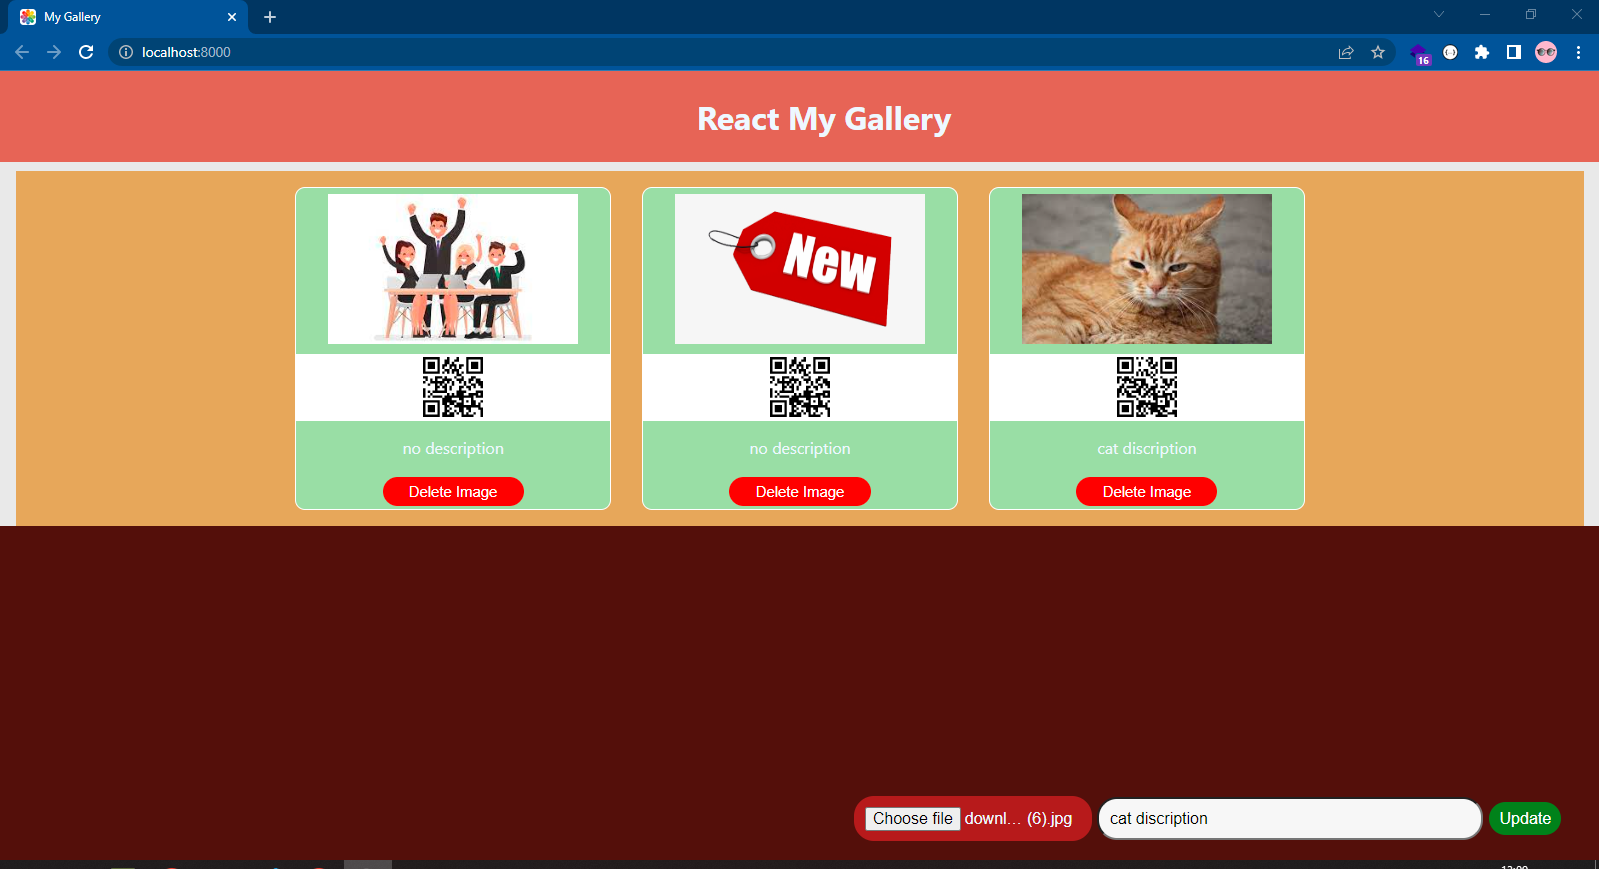 My Gallery
localhost:8000
16
React My Gallery
New
no description
Delete Image
no description
Delete Image
cat discription
Delete Image
Choose file downl... (6).jpg
cat discription
Update